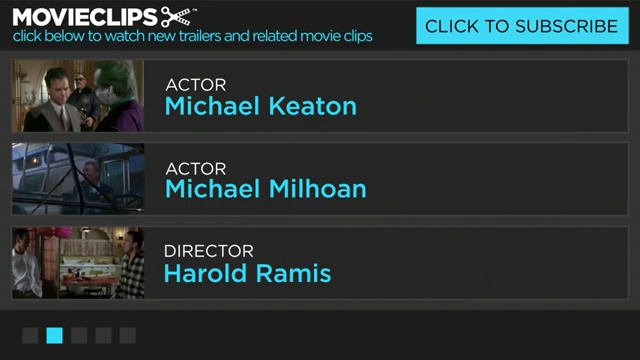 MOVIECLIPS™
click below to watch new trailers and related movie clips
CLICK TO SUBSCRIBE
ACTOR
Michael Keaton
ACTOR
Michael Milhoan
DIRECTOR
Harold Ramis